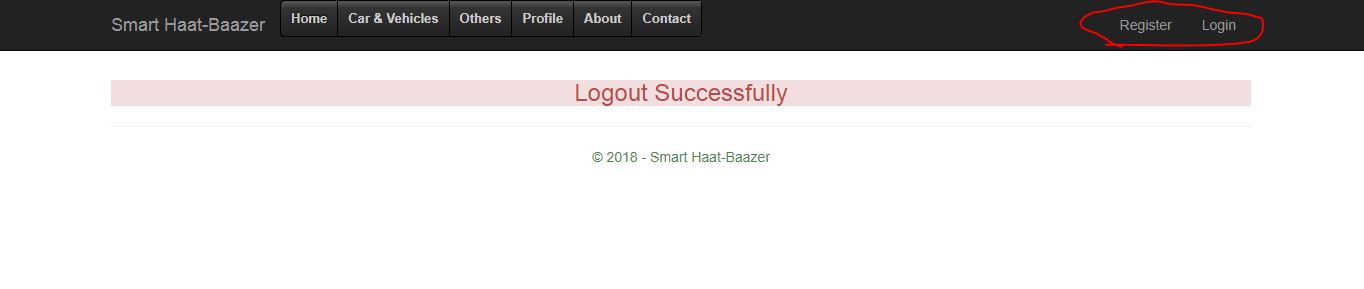 Smart Haat-Baazer Home Car & Vehicles Others Profile About Contact Register Login
Logout Successfully
© 2018 - Smart Haat-Baazer